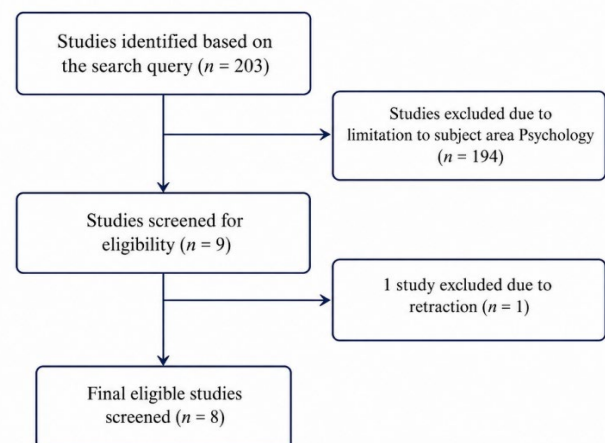 Studies identified based on
the search query (n = 203)
Studies excluded due to
limitation to subject area Psychology
(n = 194)
Studies screened for
eligibility (n = 9)
1 study excluded due to
retraction (n = 1)
Final eligible studies
screened (n = 8)